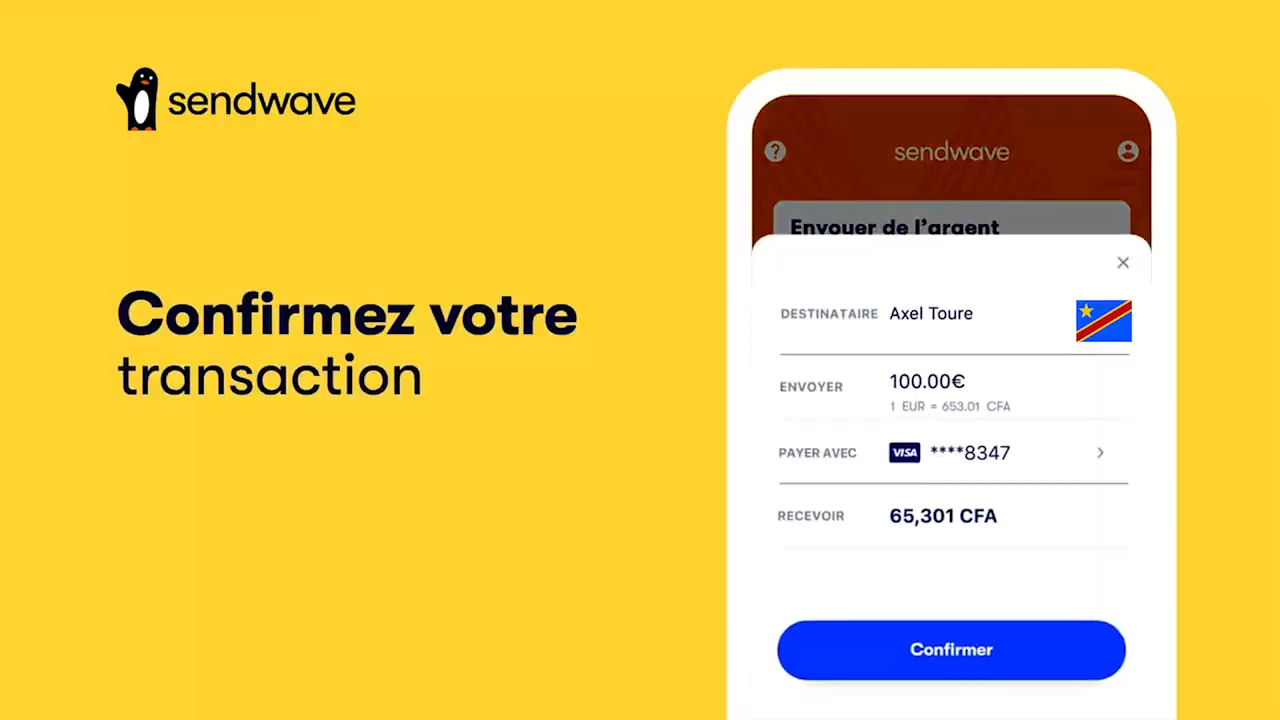 sendwave
Confirmez votre
transaction
sendwave
Envoyer de l'argent
DESTINATAIRE Axel Toure
ENVOYER 100.00€
1 EUR = 653.01 CFA
PAYER AVEC VISA ****8347
RECEVOIR 65,301 CFA
Confirmer